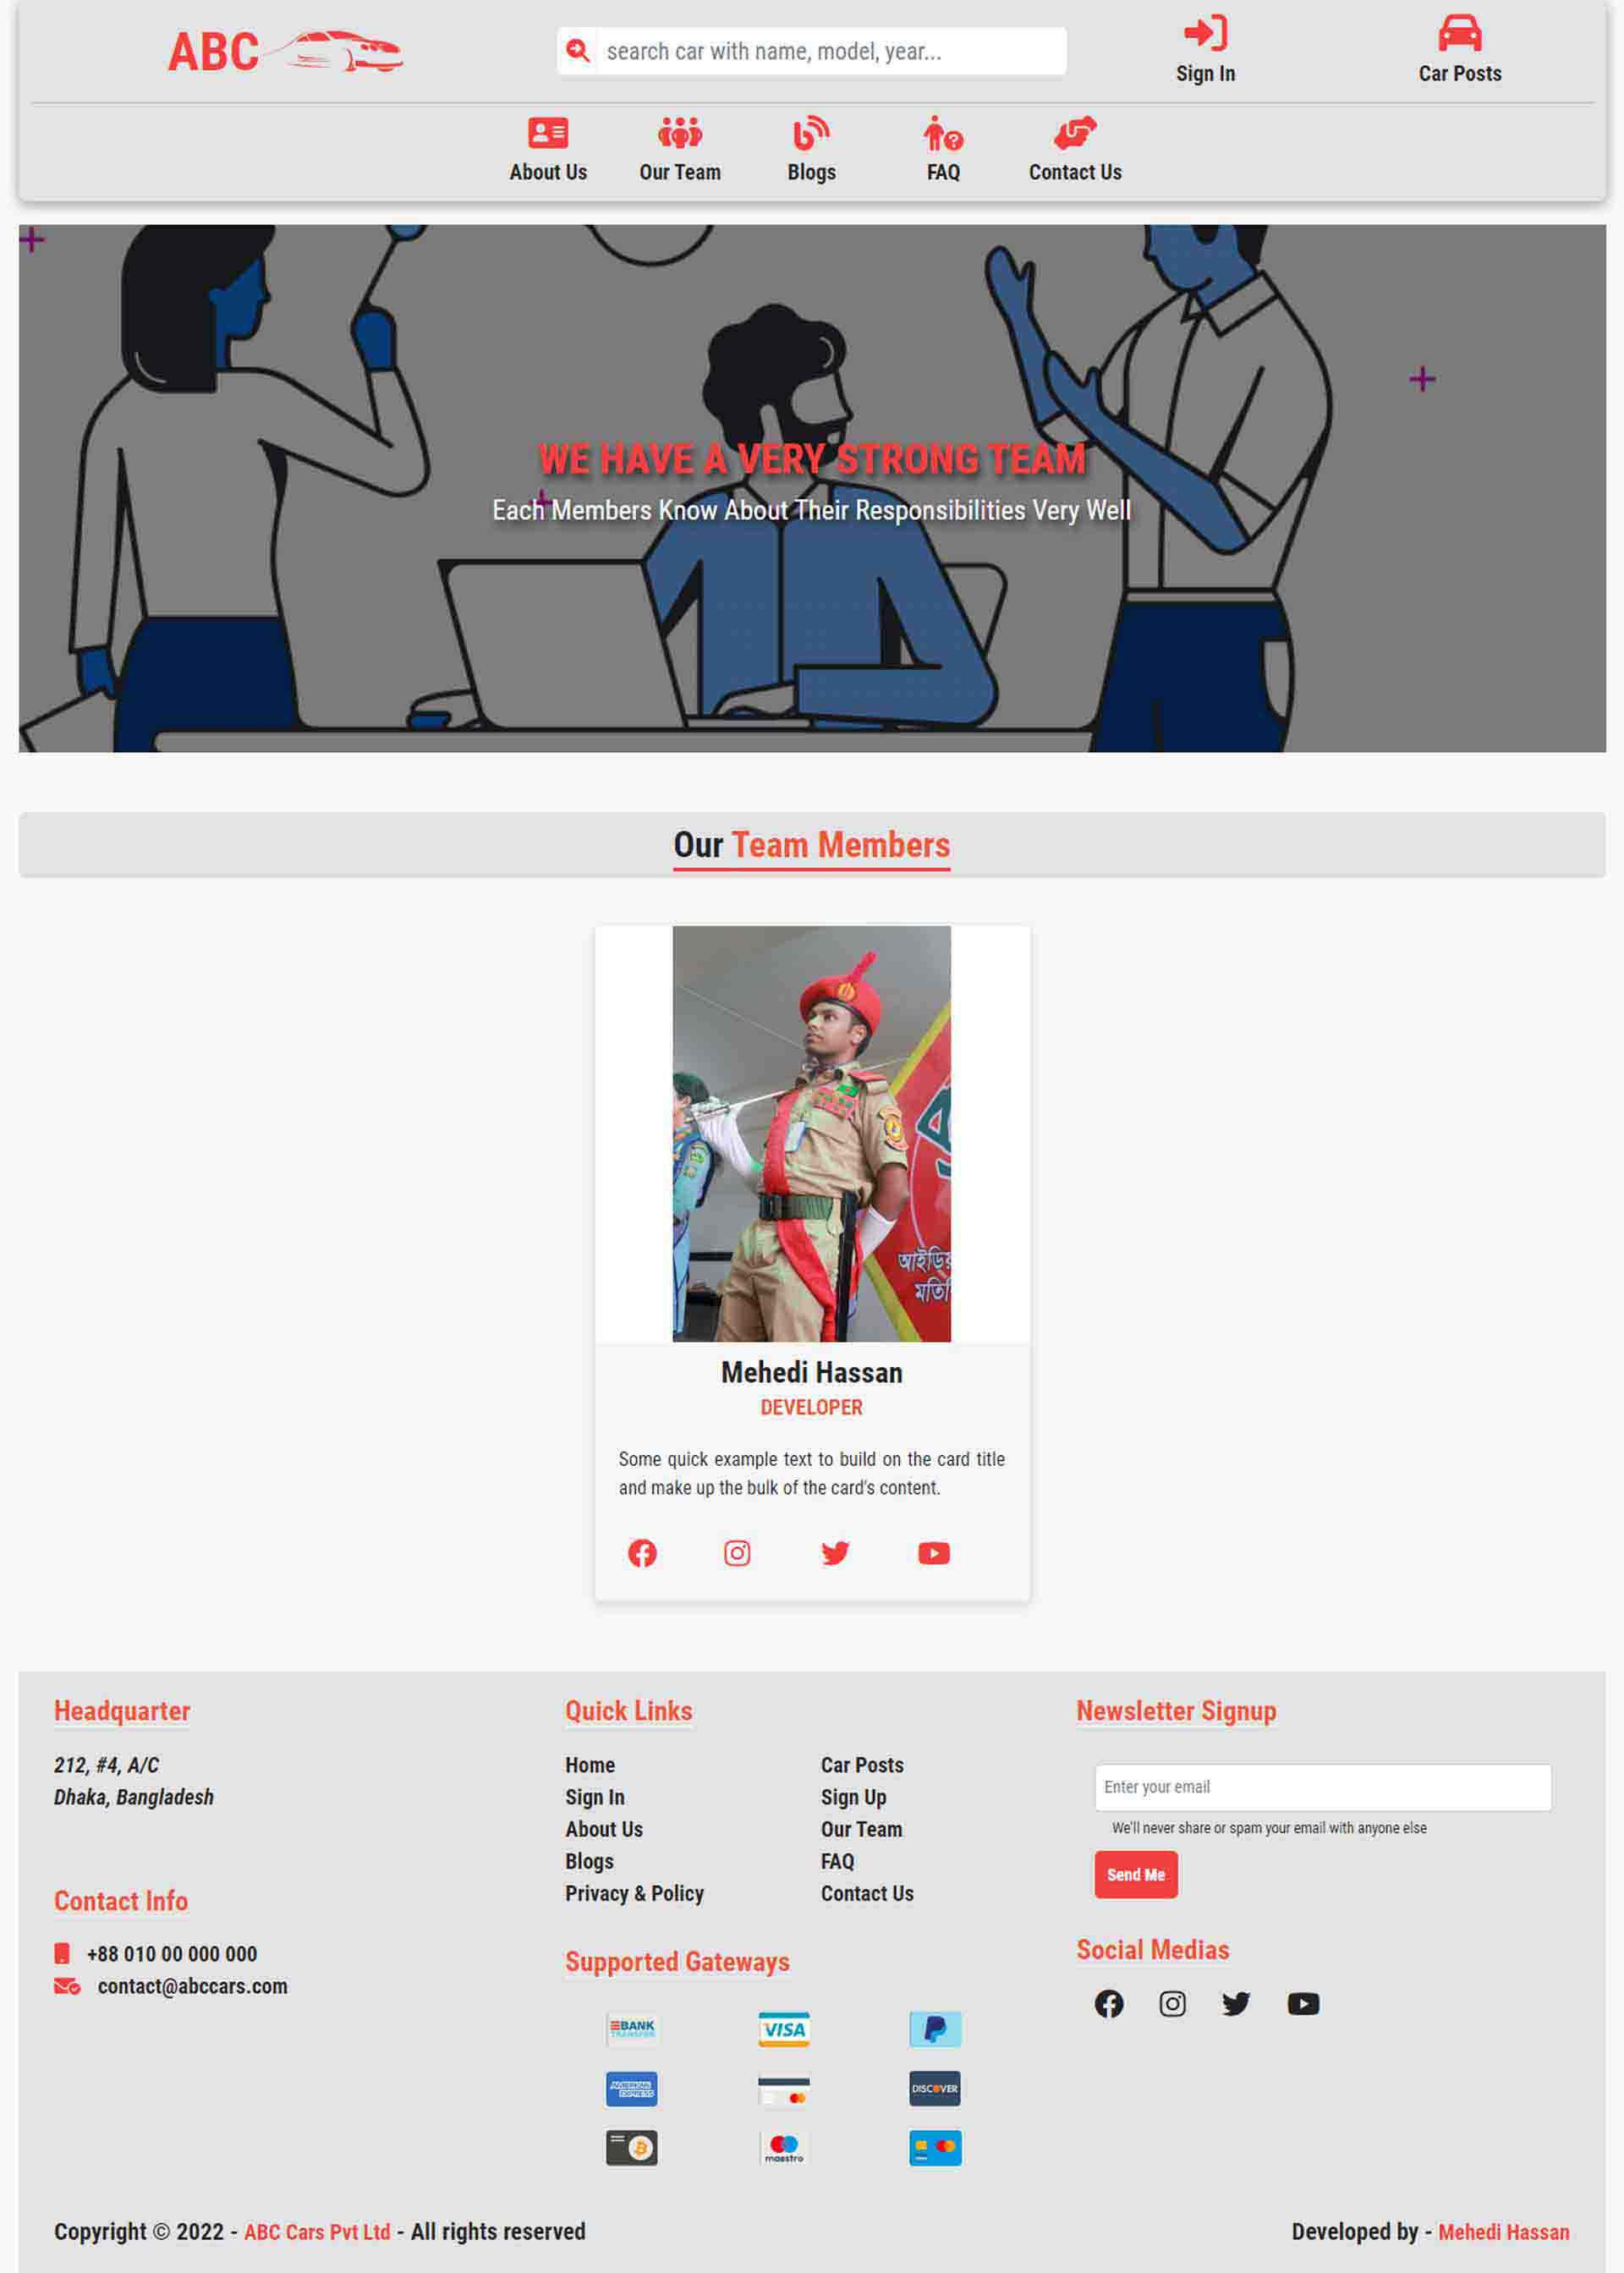 ABC
search car with name, model, year...
Sign In
Car Posts
About Us
Our Team
Blogs
FAQ
Contact Us
WE HAVE A VERY STRONG TEAM
Each Members Know About Their Responsibilities Very Well
Our Team Members
মতি
Mehedi Hassan
DEVELOPER
Some quick example text to build on the card title
and make up the bulk of the card's content.
Headquarter
212, #4, A/C
Dhaka, Bangladesh
Contact Info
+88 010 00 000 000
contact@abccars.com
Quick Links
Home
Car Posts
Sign In
Sign Up
About Us
Our Team
Blogs
FAQ
Privacy & Policy
Contact Us
Supported Gateways
BANK
TRANSFER
VISA
AMERICAN
EXPRESS
DISCOVER
maestro
Newsletter Signup
Enter your email
We'll never share or spam your email with anyone else
Send Me
Social Medias
Copyright © 2022 - ABC Cars Pvt Ltd - All rights reserved
Developed by - Mehedi Hassan